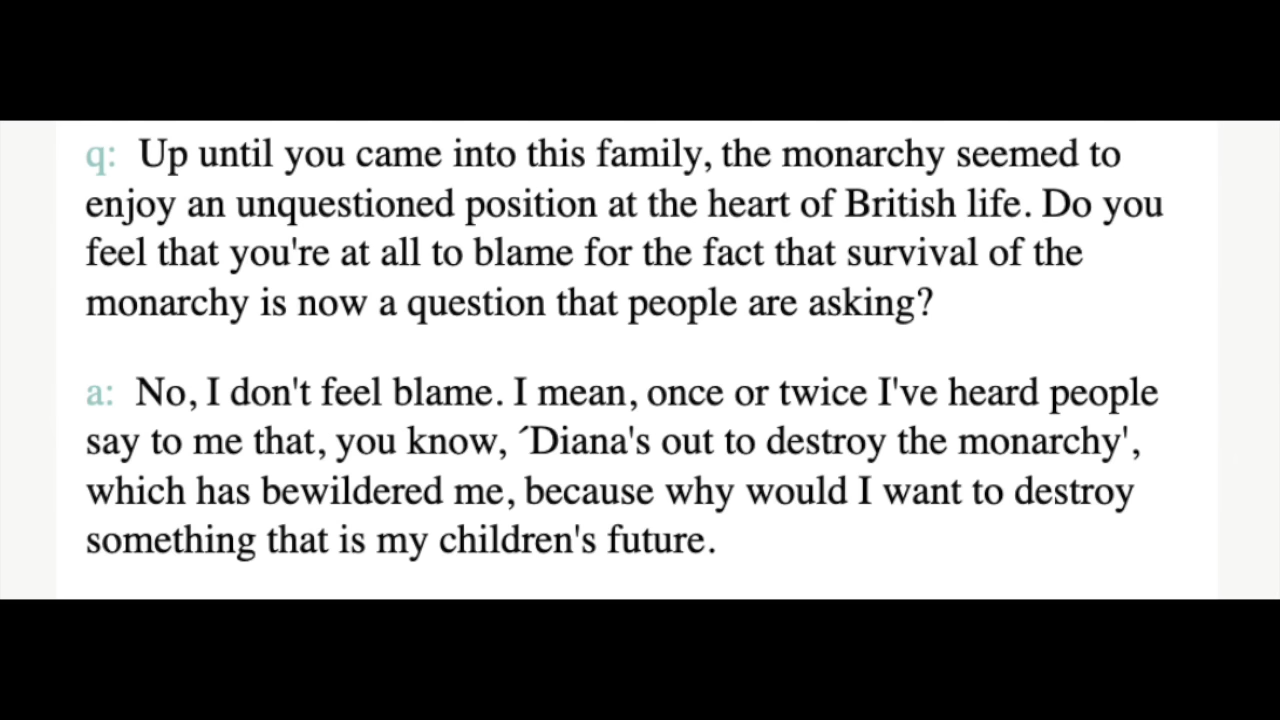 q: Up until you came into this family, the monarchy seemed to
enjoy an unquestioned position at the heart of British life. Do you
feel that you're at all to blame for the fact that survival of the
monarchy is now a question that people are asking?
a: No, I don't feel blame. I mean, once or twice I've heard people
say to me that, you know, ´Diana's out to destroy the monarchy',
which has bewildered me, because why would I want to destroy
something that is my children's future.